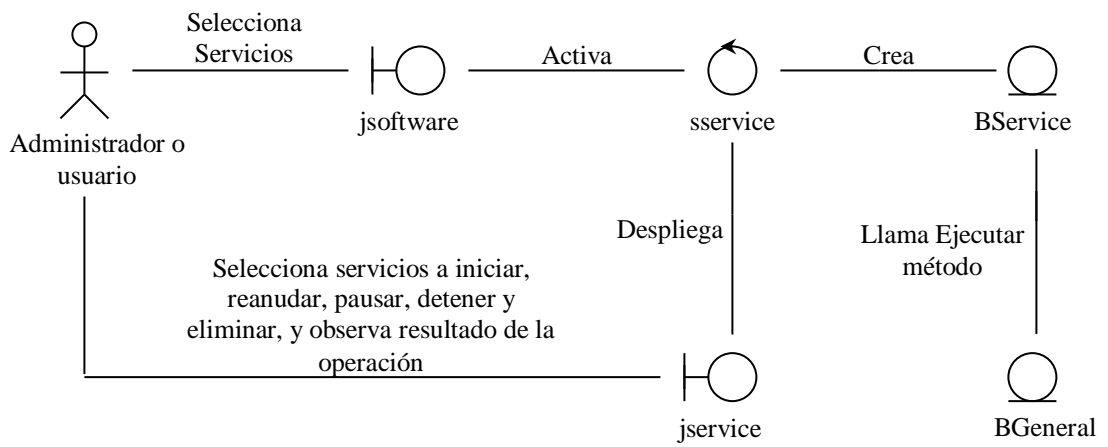 Selecciona
Servicios
Activa
Crea
jsoftware
sservice
BService
Administrador o
usuario
Despliega
Llama Ejecutar
método
Selecciona servicios a iniciar,
reanudar, pausar, detener y
eliminar, y observa resultado de la
operación
jservice
BGeneral